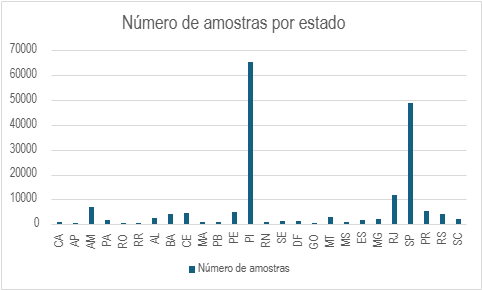 Número de amostras por estado
70000
60000
50000
40000
30000
20000
10000
0
CA AP AM PA RO RR AL BA CE MA PB PE PI RN SE DF GO MT MS ES MG RJ SP PR RS SC
Número de amostras